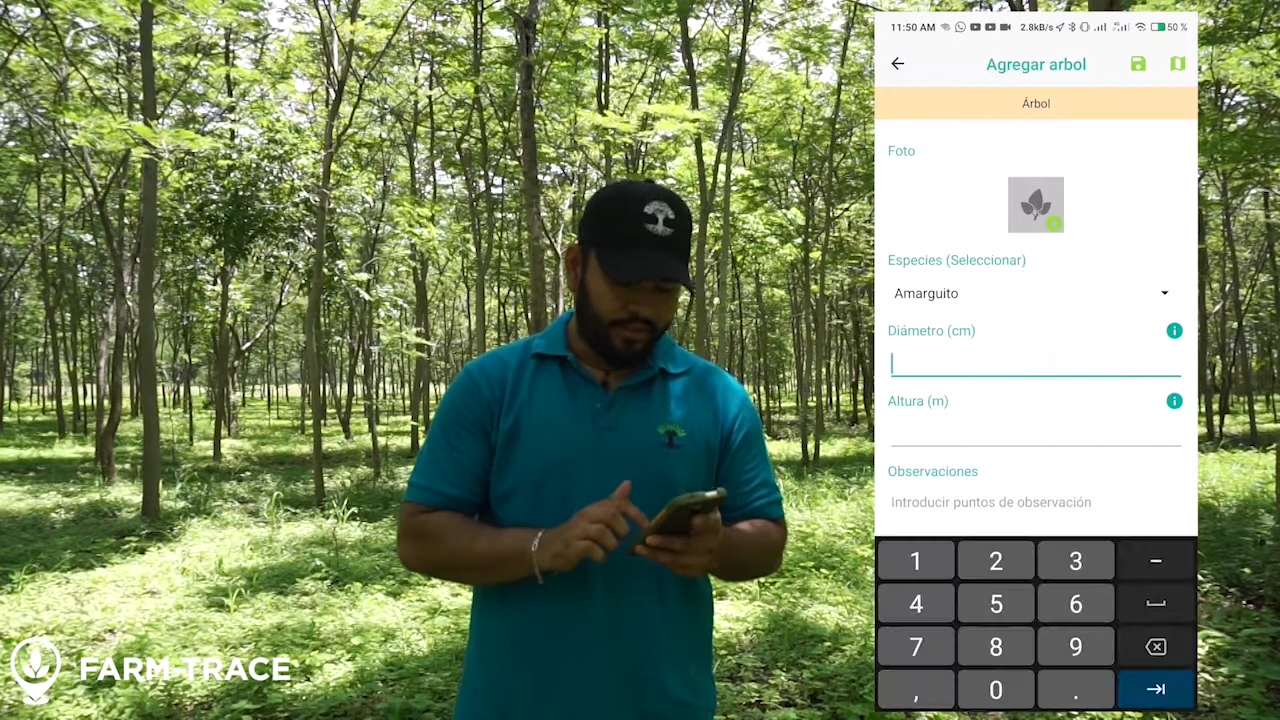 11:50 AM 2.8kB/s 50 %
Agregar arbol
Árbol
Foto
Especies (Seleccionar)
Amarguito
Diámetro (cm)
Altura (m)
Observaciones
Introducir puntos de observación
1 2 3 –
4 5 6
7 8 9
, 0 .
FARM-TRACE